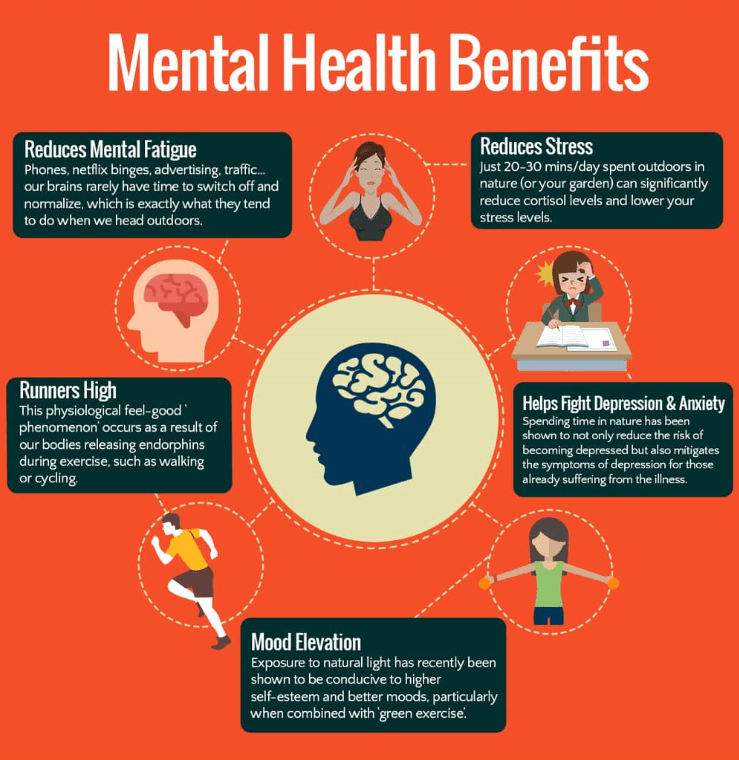 Mental Health Benefits
Reduces Mental Fatigue
Phones, netflix binges, advertising, traffic...
our brains rarely have time to switch off and
normalize, which is exactly what they tend
to do when we head outdoors.
Reduces Stress
Just 20-30 mins/day spent outdoors in
nature (or your garden) can significantly
reduce cortisol levels and lower your
stress levels.
Runners High
This physiological feel-good '
phenomenon' occurs as a result of
our bodies releasing endorphins
during exercise, such as walking
or cycling.
Helps Fight Depression & Anxiety
Spending time in nature has been
shown to not only reduce the risk of
becoming depressed but also mitigates
the symptoms of depression for those
already suffering from the illness.
Mood Elevation
Exposure to natural light has recently been
shown to be conducive to higher
self-esteem and better moods, particularly
when combined with 'green exercise'.